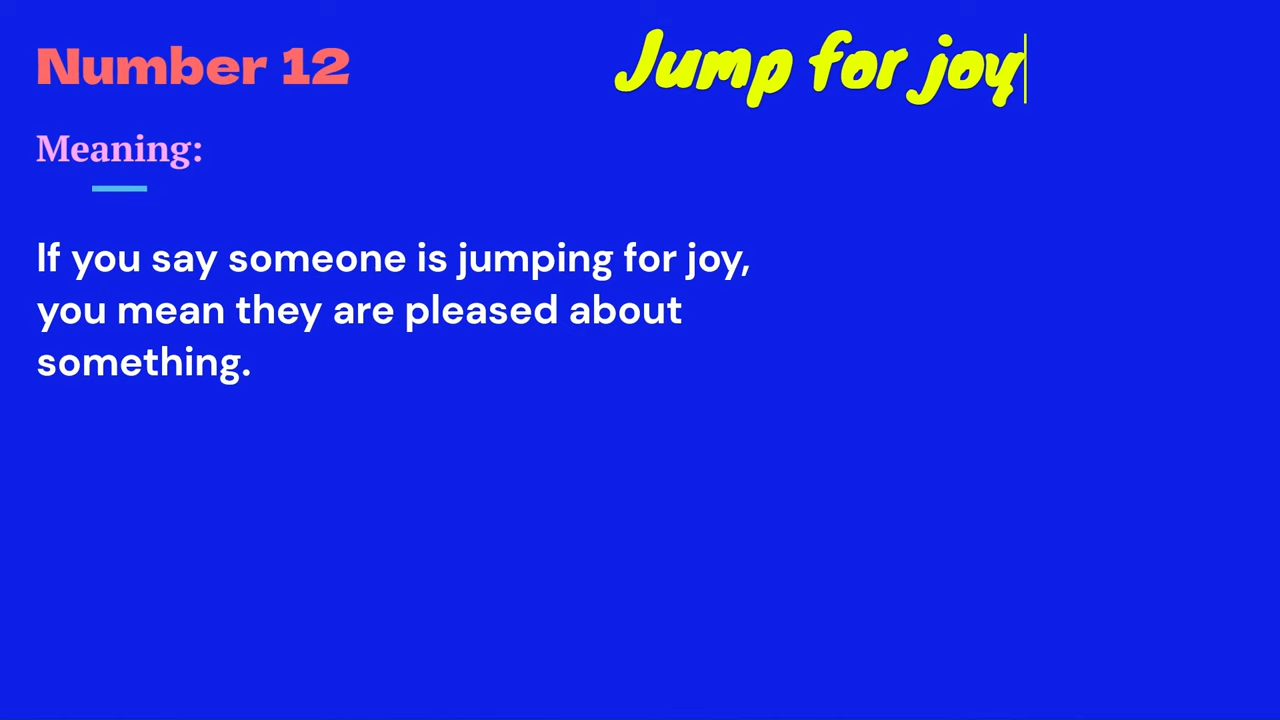 Number 12
Jump for joy
Meaning:
If you say someone is jumping for joy,
you mean they are pleased about
something.